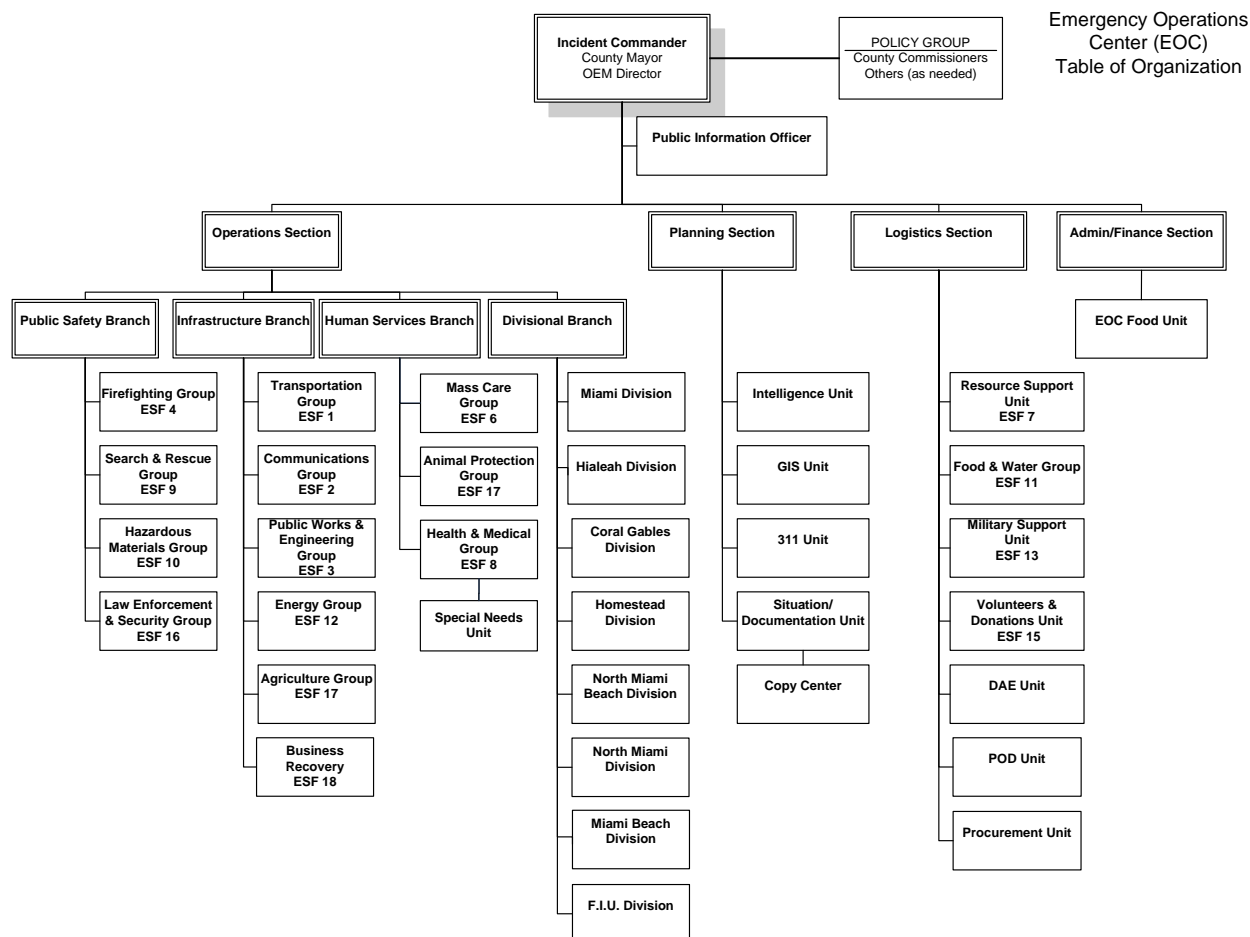 Emergency Operations
Center (EOC)
Table of Organization
Incident Commander
County Mayor
OEM Director
POLICY GROUP
County Commissioners
Others (as needed)
Public Information Officer
Operations Section
Planning Section
Logistics Section
Admin/Finance Section
Public Safety Branch
Infrastructure Branch
Human Services Branch
Divisional Branch
EOC Food Unit
Firefighting Group
ESF 4
Search & Rescue
Group
ESF 9
Hazardous
Materials Group
ESF 10
Law Enforcement
& Security Group
ESF 16
Transportation
Group
ESF 1
Communications
Group
ESF 2
Public Works &
Engineering
Group
ESF 3
Energy Group
ESF 12
Agriculture Group
ESF 17
Business
Recovery
ESF 18
Mass Care
Group
ESF 6
Animal Protection
Group
ESF 17
Health & Medical
Group
ESF 8
Special Needs
Unit
Miami Division
Hialeah Division
Coral Gables
Division
Homestead
Division
North Miami
Beach Division
North Miami
Division
Miami Beach
Division
F.I.U. Division
Intelligence Unit
GIS Unit
311 Unit
Situation/
Documentation Unit
Copy Center
Resource Support
Unit
ESF 7
Food & Water Group
ESF 11
Military Support
Unit
ESF 13
Volunteers &
Donations Unit
ESF 15
DAE Unit
POD Unit
Procurement Unit